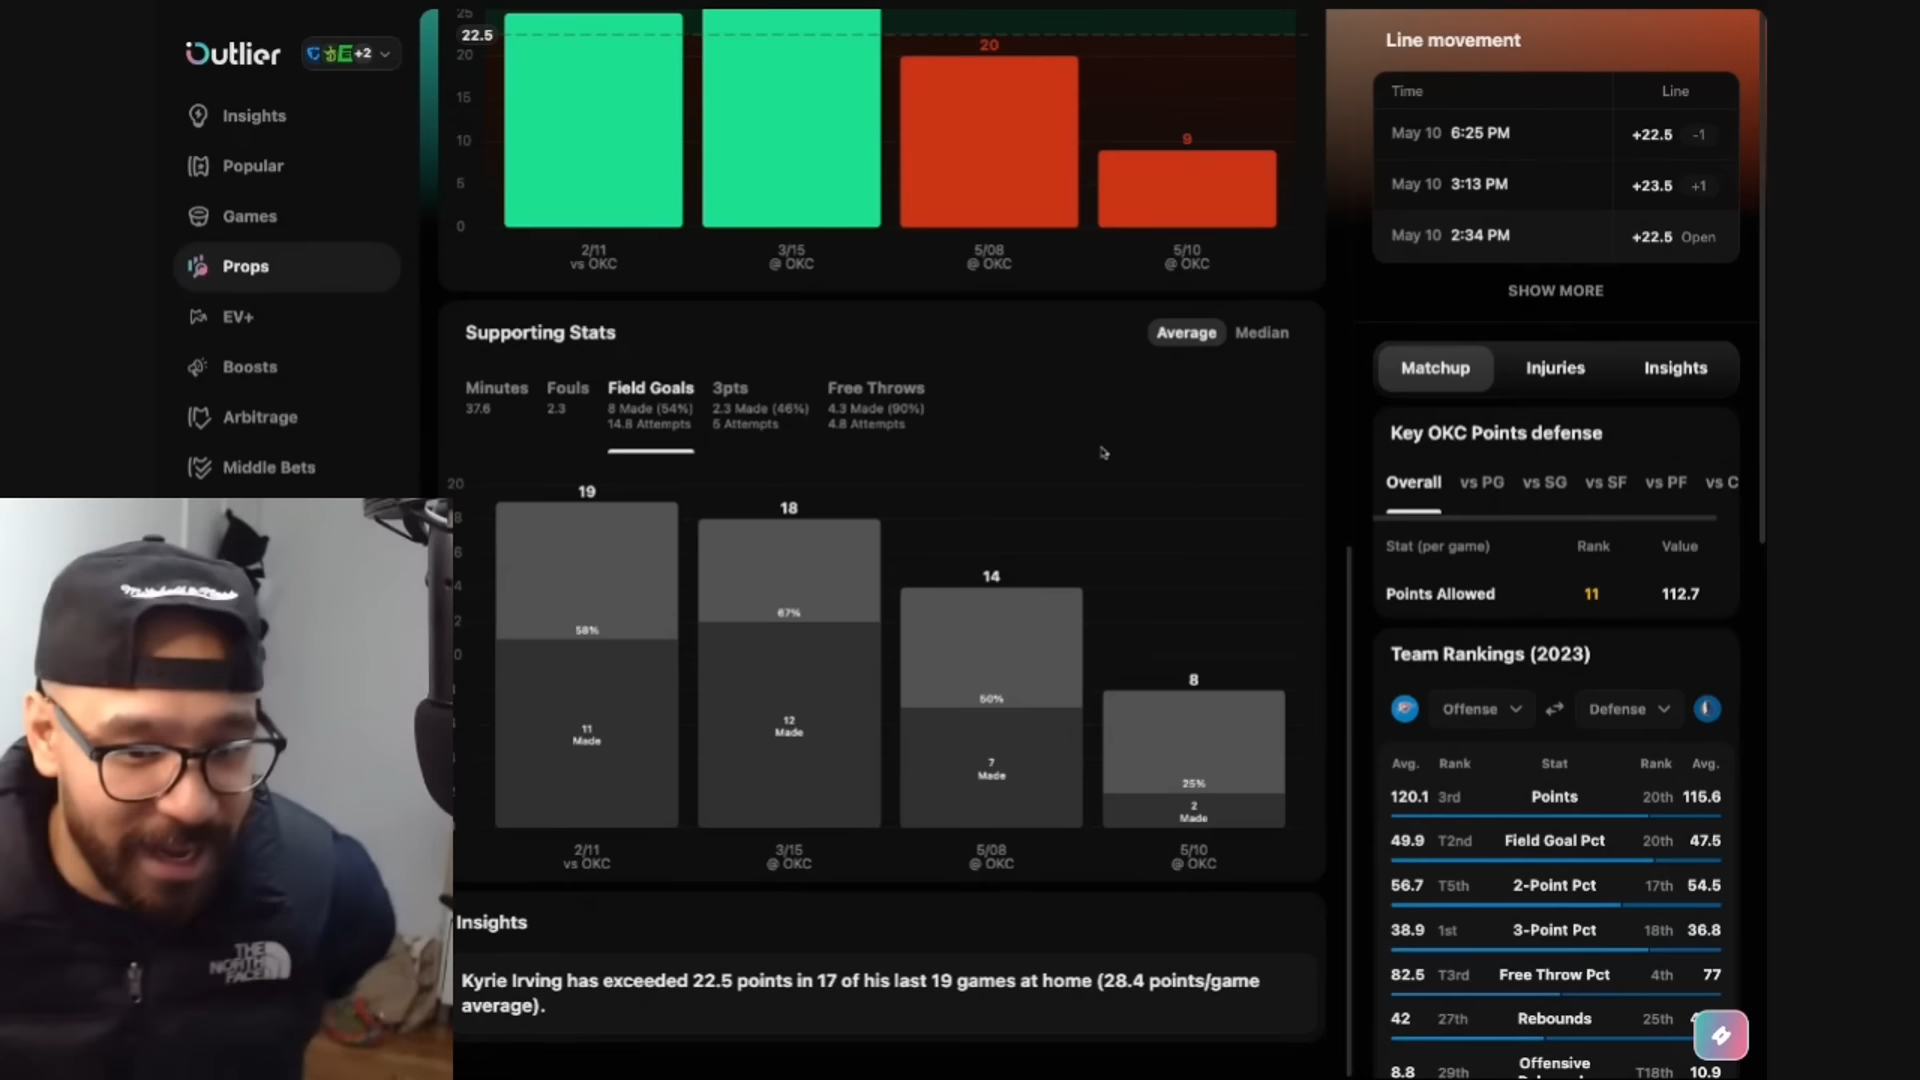 Outlier
+2
Insights
Popular
Games
Props
EV+
Boosts
Arbitrage
Middle Bets
25
22.5
20
15
10
5
0
20
9
2/11
vs OKC
3/15
@ OKC
5/08
@ OKC
5/10
@ OKC
Supporting Stats
Average
Median
Minutes
37.6
Fouls
2.3
Field Goals
8 Made (54%)
14.8 Attempts
3pts
2.3 Made (46%)
5 Attempts
Free Throws
4.3 Made (90%)
4.8 Attempts
20
19
58%
11
Made
18
67%
12
Made
14
50%
7
Made
8
25%
2
Made
2/11
vs OKC
3/15
@ OKC
5/08
@ OKC
5/10
@ OKC
Insights
Kyrie Irving has exceeded 22.5 points in 17 of his last 19 games at home (28.4 points/game
average).
Line movement
Time Line
May 10 6:25 PM +22.5 -1
May 10 3:13 PM +23.5 +1
May 10 2:34 PM +22.5 Open
SHOW MORE
Matchup Injuries Insights
Key OKC Points defense
Overall vs PG vs SG vs SF vs PF vs C
Stat (per game) Rank Value
Points Allowed 11 112.7
Team Rankings (2023)
Offense Defense
Avg. Rank Stat Rank Avg.
120.1 3rd Points 20th 115.6
49.9 T2nd Field Goal Pct 20th 47.5
56.7 T5th 2-Point Pct 17th 54.5
38.9 1st 3-Point Pct 18th 36.8
82.5 T3rd Free Throw Pct 4th 77
42 27th Rebounds 25th
Offensive
8.8 29th T18th 10.9
Mitchell & Ness
THE
NORTH
FACE